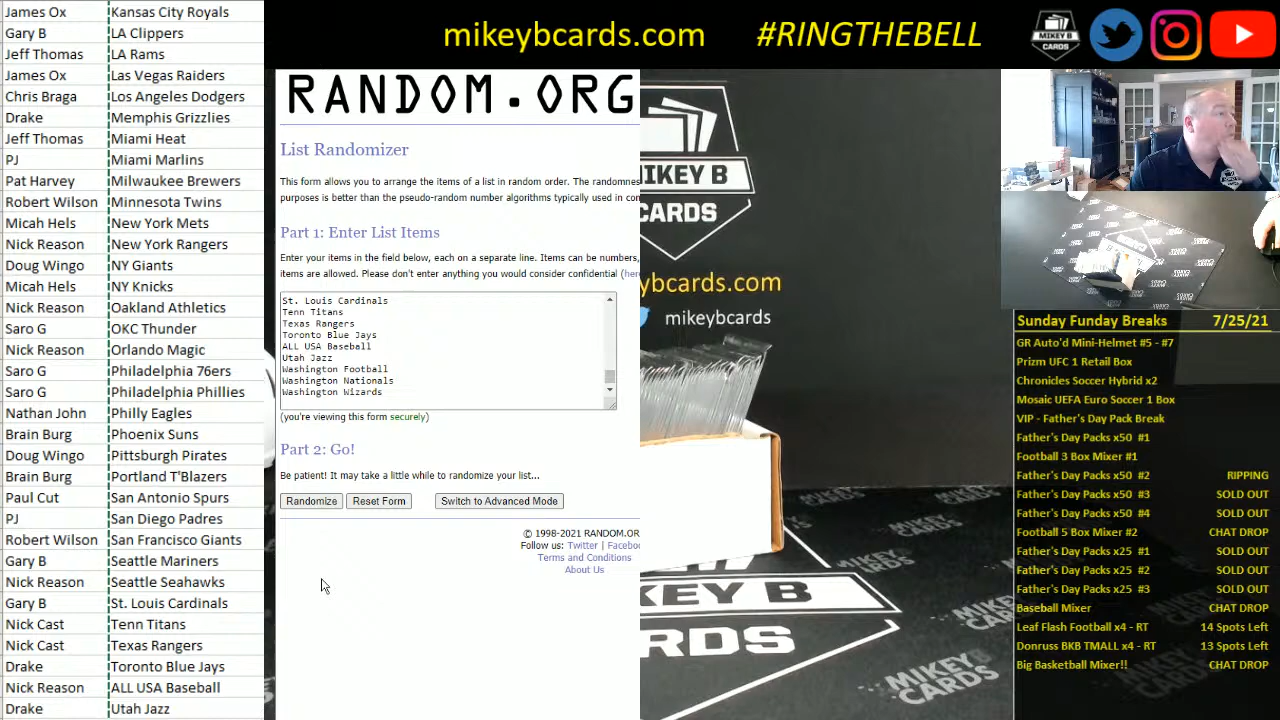 James Ox Kansas City Royals
Gary B LA Clippers
Jeff Thomas LA Rams
James Ox Las Vegas Raiders
Chris Braga Los Angeles Dodgers
Drake Memphis Grizzlies
Jeff Thomas Miami Heat
PJ Miami Marlins
Pat Harvey Milwaukee Brewers
Robert Wilson Minnesota Twins
Micah Hels New York Mets
Nick Reason New York Rangers
Doug Wingo NY Giants
Micah Hels NY Knicks
Nick Reason Oakland Athletics
Saro G OKC Thunder
Nick Reason Orlando Magic
Saro G Philadelphia 76ers
Saro G Philadelphia Phillies
Nathan John Philly Eagles
Brain Burg Phoenix Suns
Doug Wingo Pittsburgh Pirates
Brain Burg Portland T'Blazers
Paul Cut San Antonio Spurs
PJ San Diego Padres
Robert Wilson San Francisco Giants
Gary B Seattle Mariners
Nick Reason Seattle Seahawks
Gary B St. Louis Cardinals
Nick Cast Tenn Titans
Nick Cast Texas Rangers
Drake Toronto Blue Jays
Nick Reason ALL USA Baseball
Drake Utah Jazz
mikeybcards.com #RINGTHEBELL
MIKEY B
CARDS
RANDOM.ORG
List Randomizer
This form allows you to arrange the items of a list in random order. The randomnes
purposes is better than the pseudo-random number algorithms typically used in con
Part 1: Enter List Items
Enter your items in the field below, each on a separate line. Items can be numbers,
items are allowed. Please don't enter anything you would consider confidential (her
St. Louis Cardinals
Tenn Titans
Texas Rangers
Toronto Blue Jays
ALL USA Baseball
Utah Jazz
Washington Football
Washington Nationals
Washington Wizards
(you're viewing this form securely)
Part 2: Go!
Be patient! It may take a little while to randomize your list...
Randomize Reset Form Switch to Advanced Mode
© 1998-2021 RANDOM.OR
Follow us: Twitter | Faceboo
Terms and Conditions
About Us
IKEY B
CARDS
ybcards.com
mikeybcards
KEY B
RDS
MIKEY B
CARDS
Sunday Funday Breaks 7/25/21
GR Auto'd Mini-Helmet #5 - #7
Prizm UFC 1 Retail Box
Chronicles Soccer Hybrid x2
Mosaic UEFA Euro Soccer 1 Box
VIP - Father's Day Pack Break
Father's Day Packs x50 #1
Football 3 Box Mixer #1
Father's Day Packs x50 #2 RIPPING
Father's Day Packs x50 #3 SOLD OUT
Father's Day Packs x50 #4 SOLD OUT
Football 5 Box Mixer #2 CHAT DROP
Father's Day Packs x25 #1 SOLD OUT
Father's Day Packs x25 #2 SOLD OUT
Father's Day Packs x25 #3 SOLD OUT
Baseball Mixer CHAT DROP
Leaf Flash Football x4 - RT 14 Spots Left
Donruss BKB TMALL x4 - RT 13 Spots Left
Big Basketball Mixer!! CHAT DROP